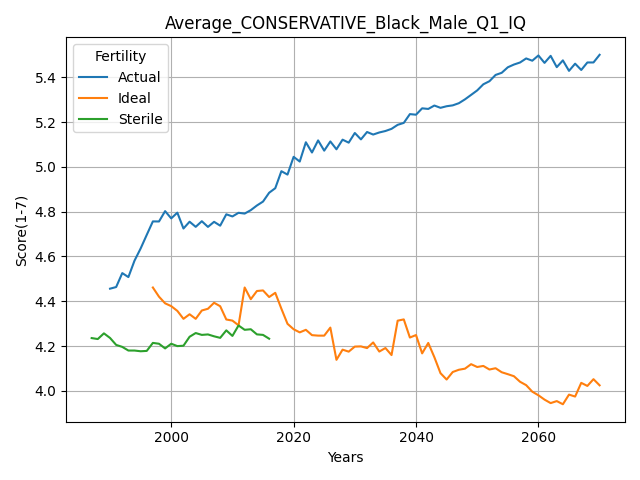 Average_CONSERVATIVE_Black_Male_Q1_IQ
Fertility
Actual
Ideal
Sterile
Score(1-7)
5.4
5.2
5.0
4.8
4.6
4.4
4.2
4.0
2000
2020
2040
2060
Years